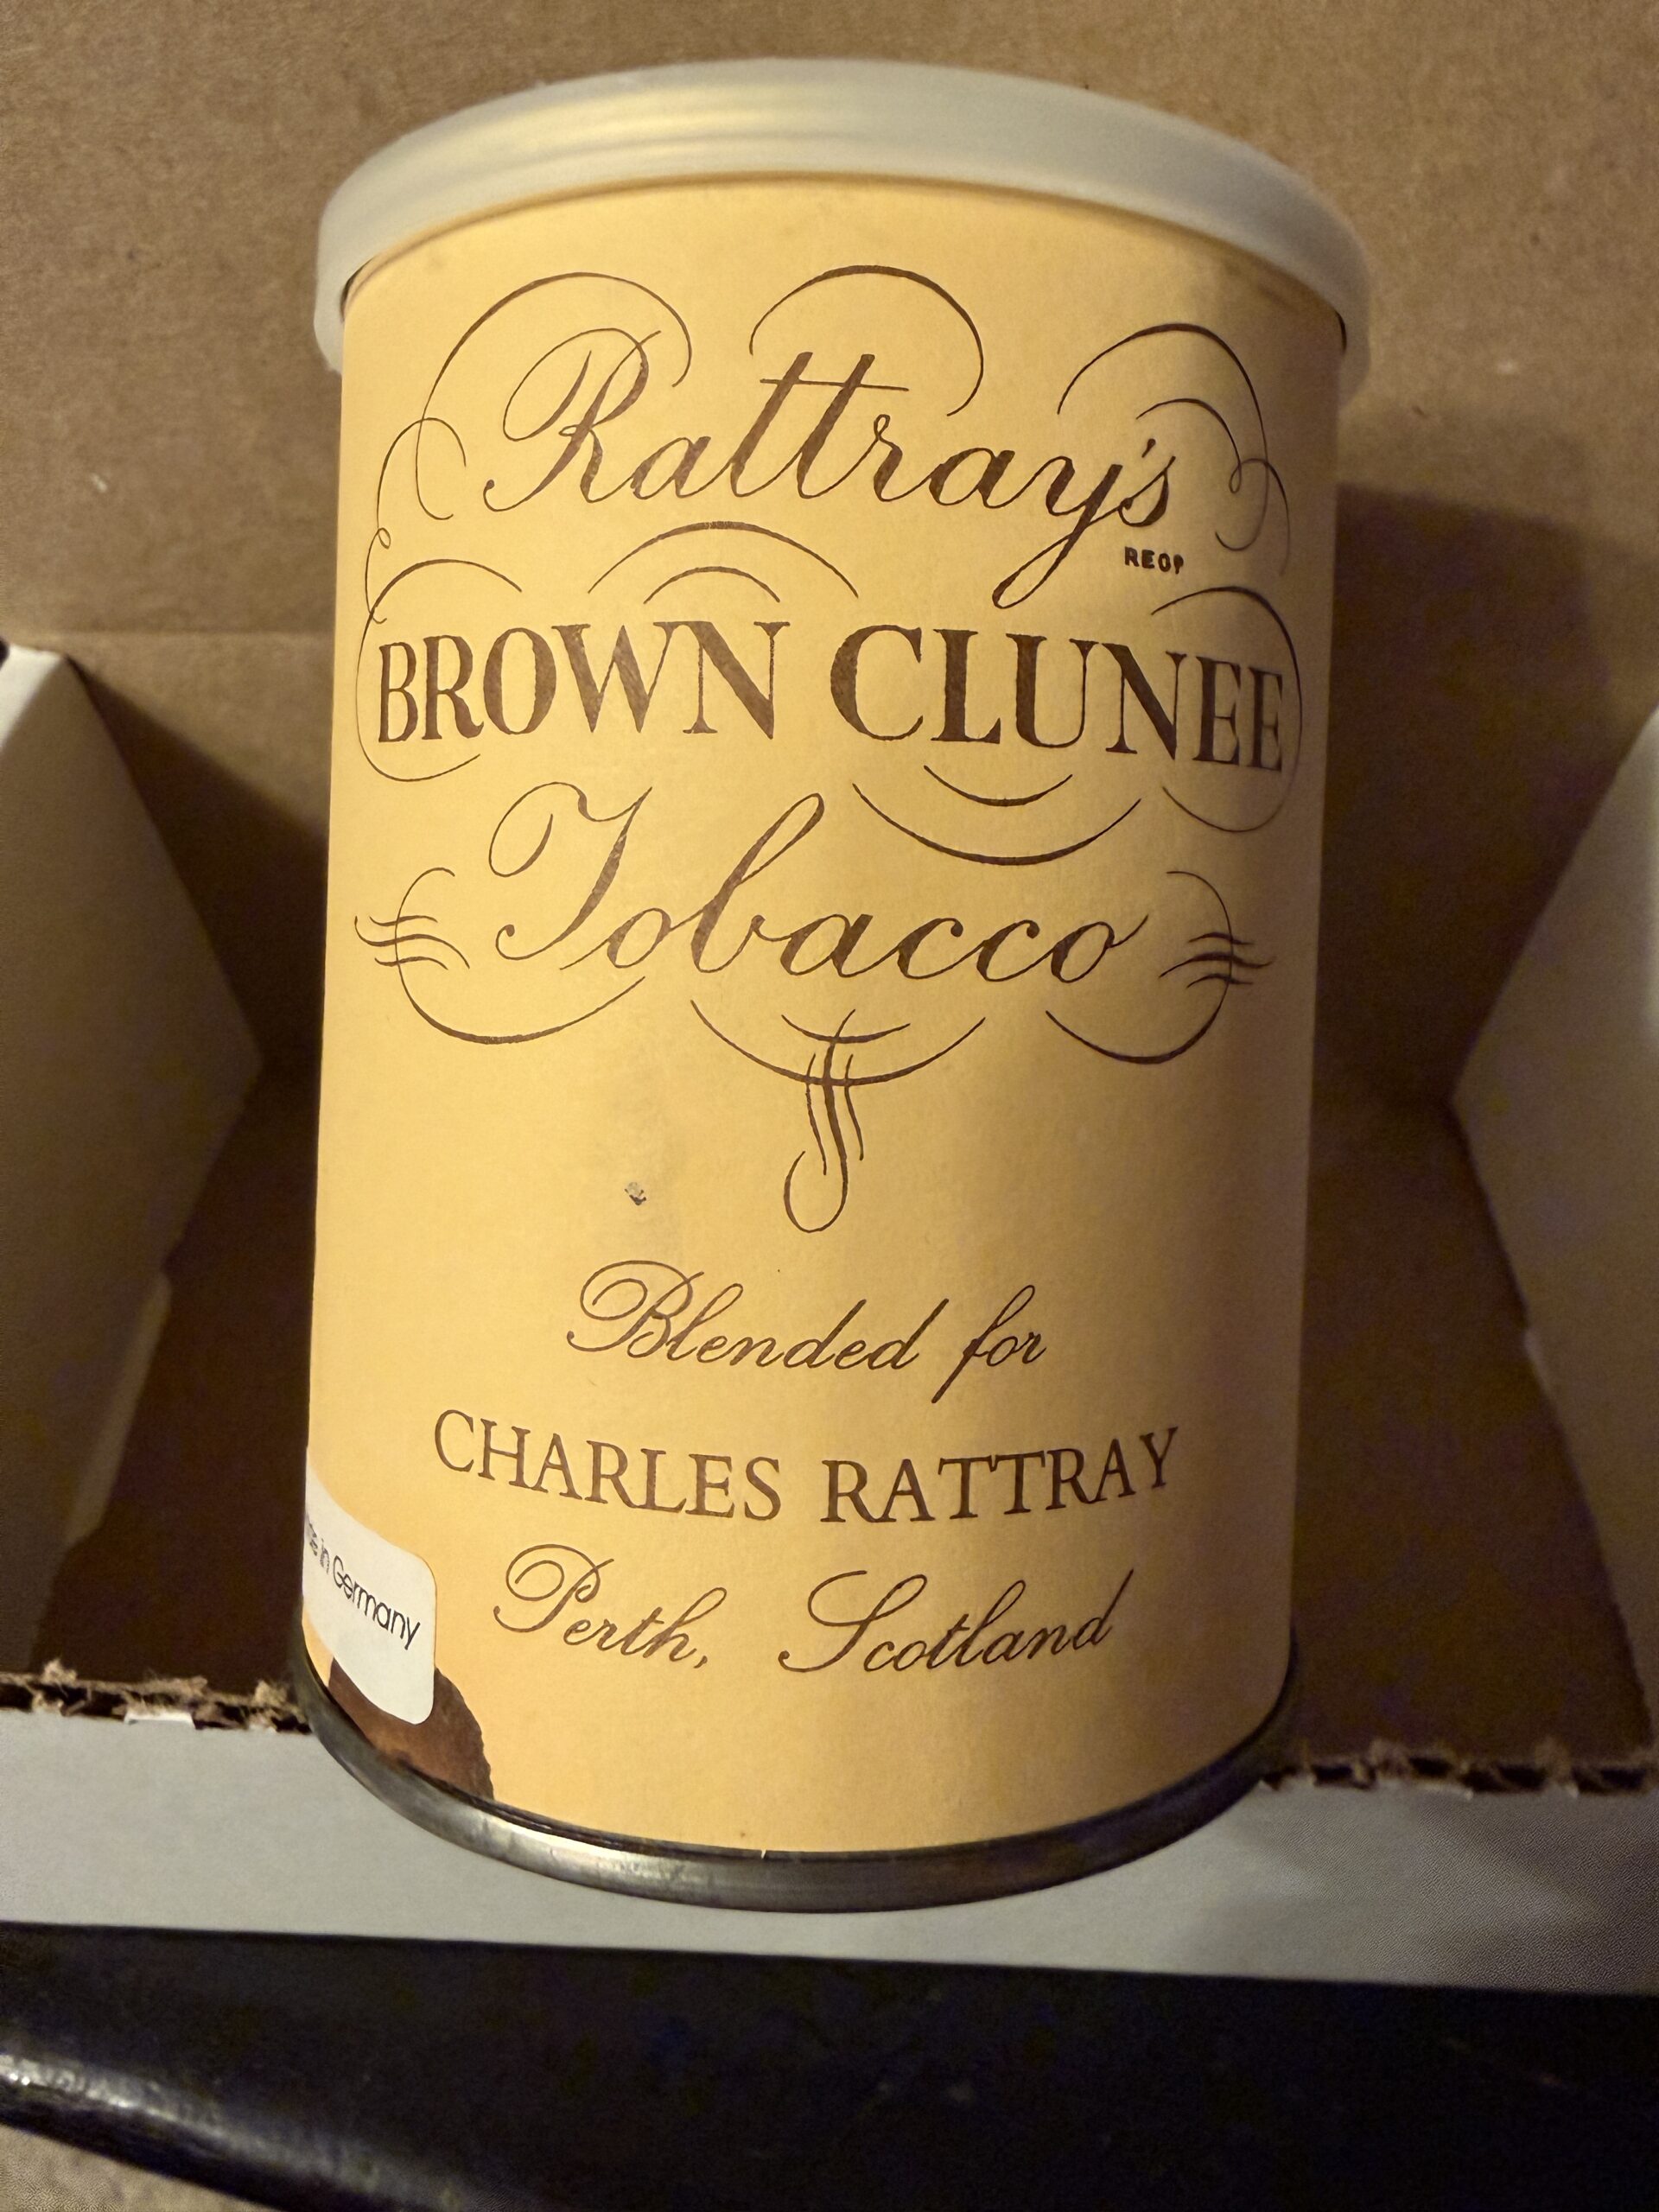 Rattray's
REGD
BROWN CLUNEE
Tobacco
Blended for
CHARLES RATTRAY
Perth, Scotland
in Germany